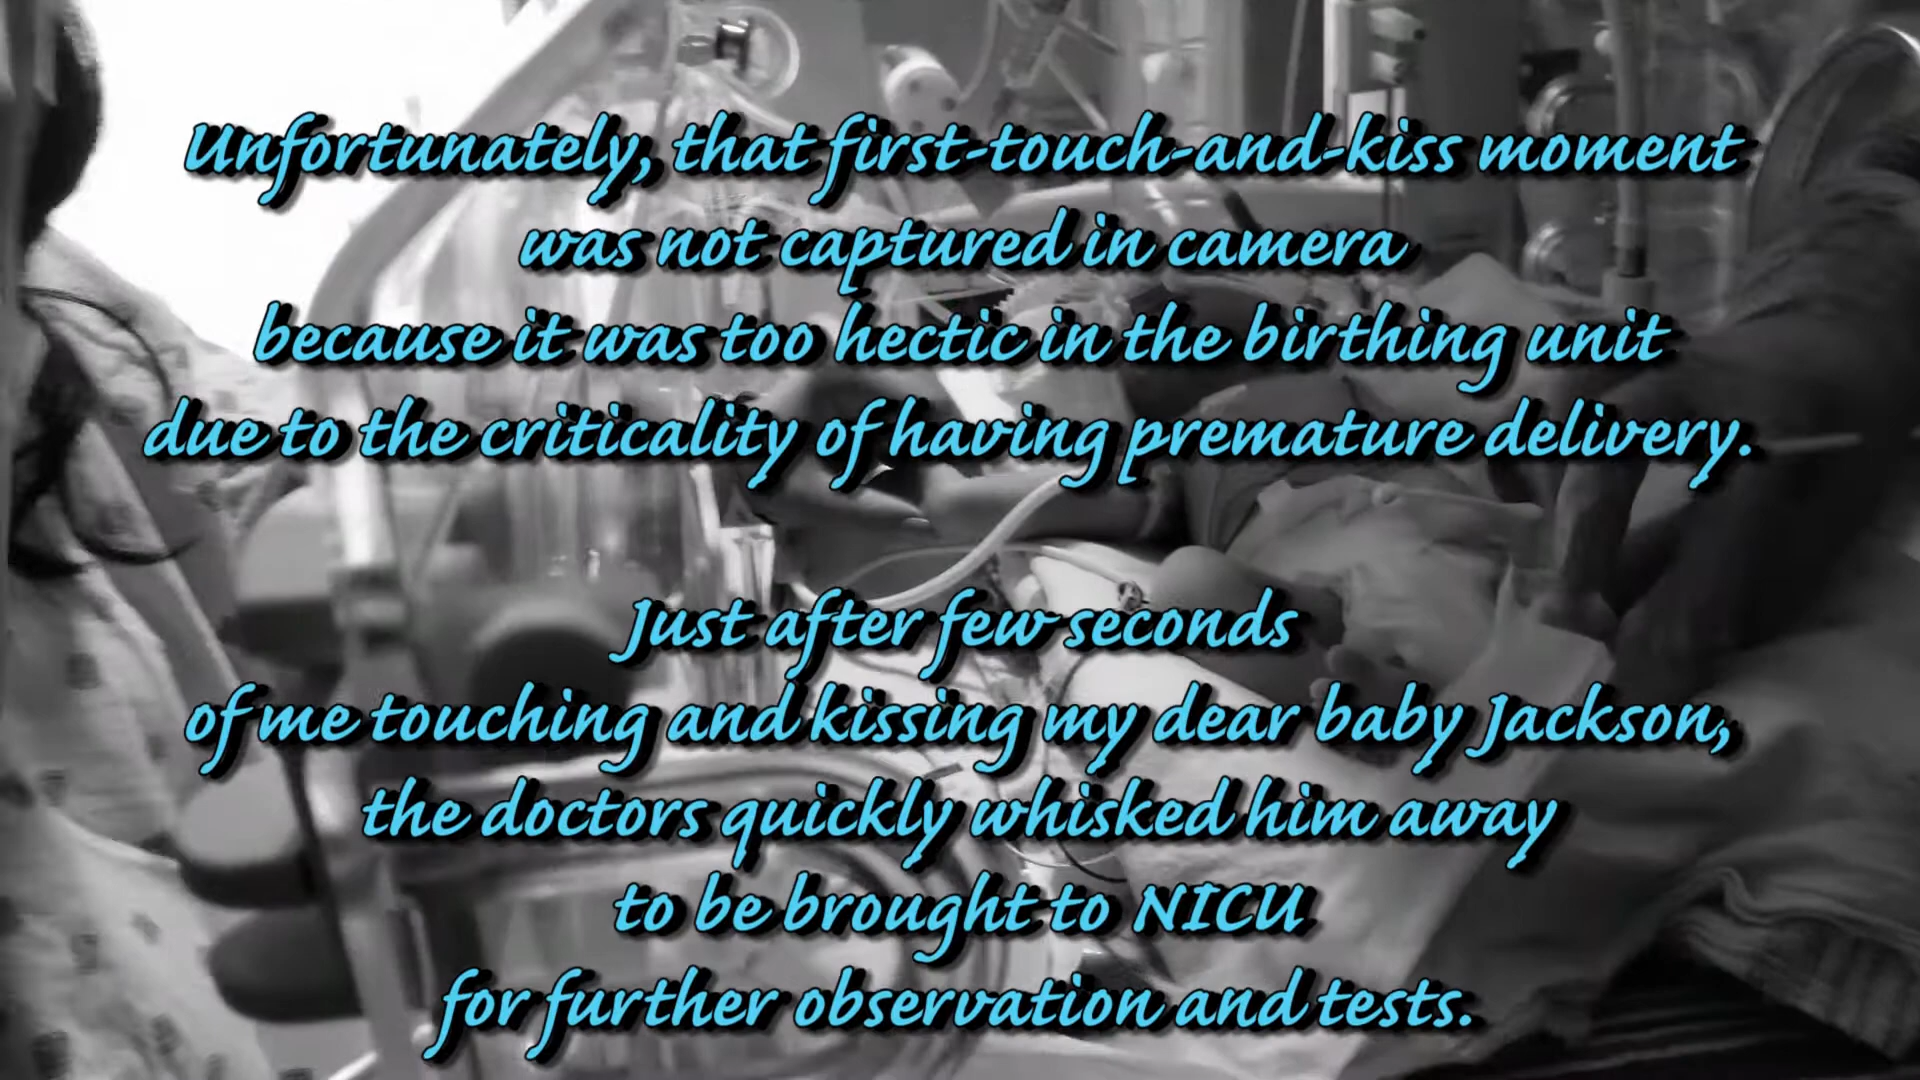 Unfortunately, that first-touch-and-kiss moment
was not captured in camera
because it was too hectic in the birthing unit
due to the criticality of having premature delivery.
Just after few seconds
of me touching and kissing my dear baby Jackson,
the doctors quickly whisked him away
to be brought to NICU
for further observation and tests.